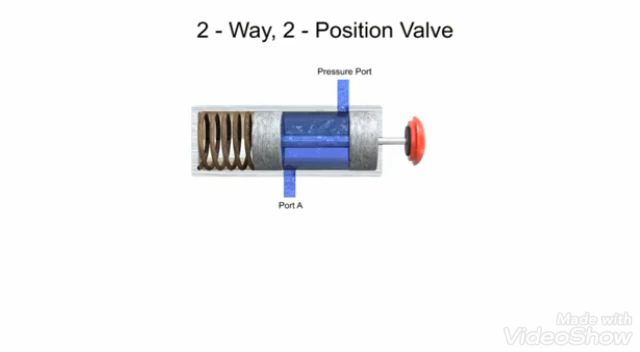 2 - Way, 2 - Position Valve
Pressure Port
Port A
Made with
VideoShow